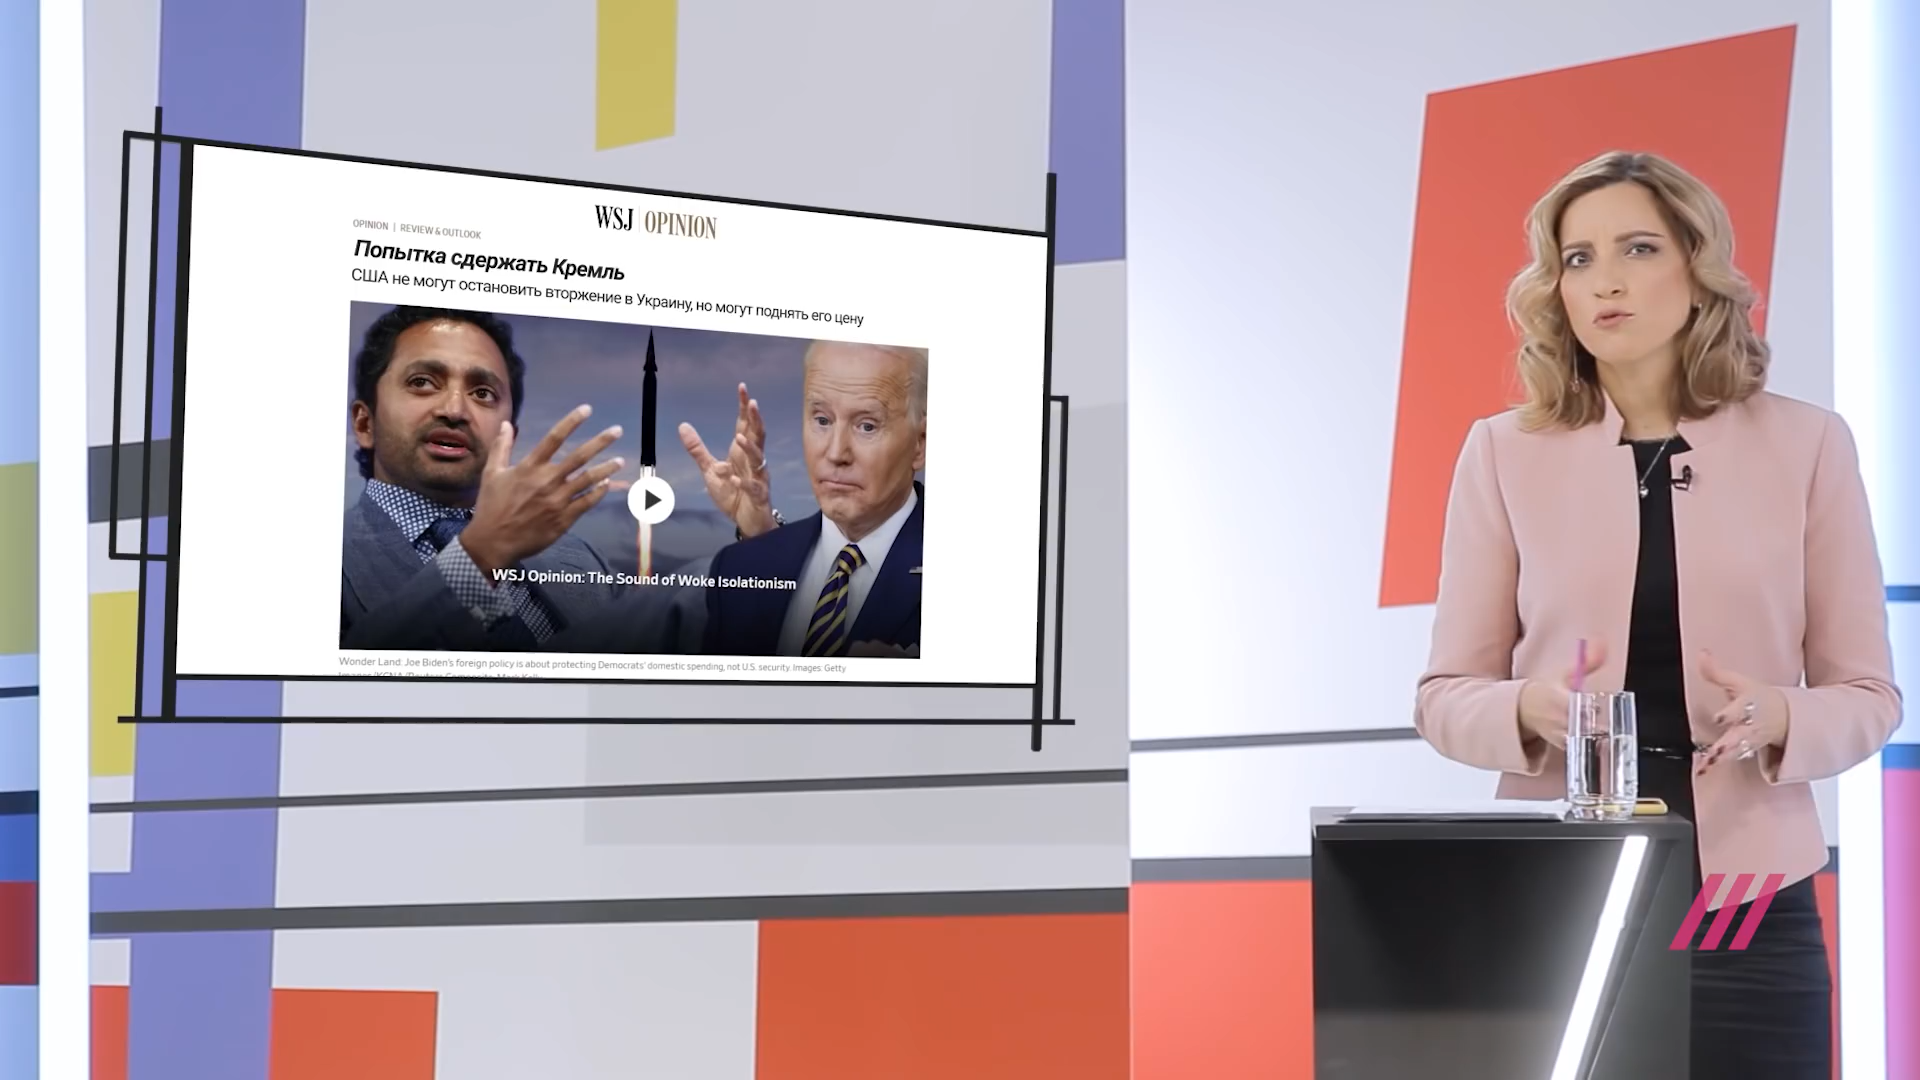 WSJ | OPINION
OPINION | REVIEW & OUTLOOK
Попытка сдержать Кремль
США не могут остановить вторжение в Украину, но могут поднять его цену
WSJ Opinion: The Sound of Woke Isolationism
Wonder Land: Joe Biden's foreign policy is about protecting Democrats' domestic spending, not U.S. security. Images: Getty